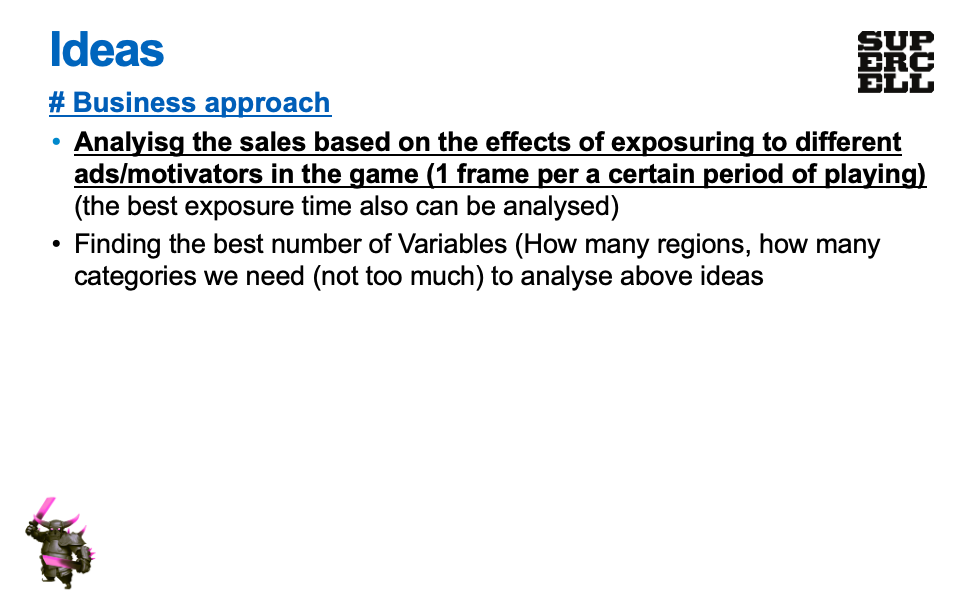 Ideas
SUP
ERC
ELL
# Business approach
• Analyisg the sales based on the effects of exposuring to different
ads/motivators in the game (1 frame per a certain period of playing)
(the best exposure time also can be analysed)
• Finding the best number of Variables (How many regions, how many
categories we need (not too much) to analyse above ideas